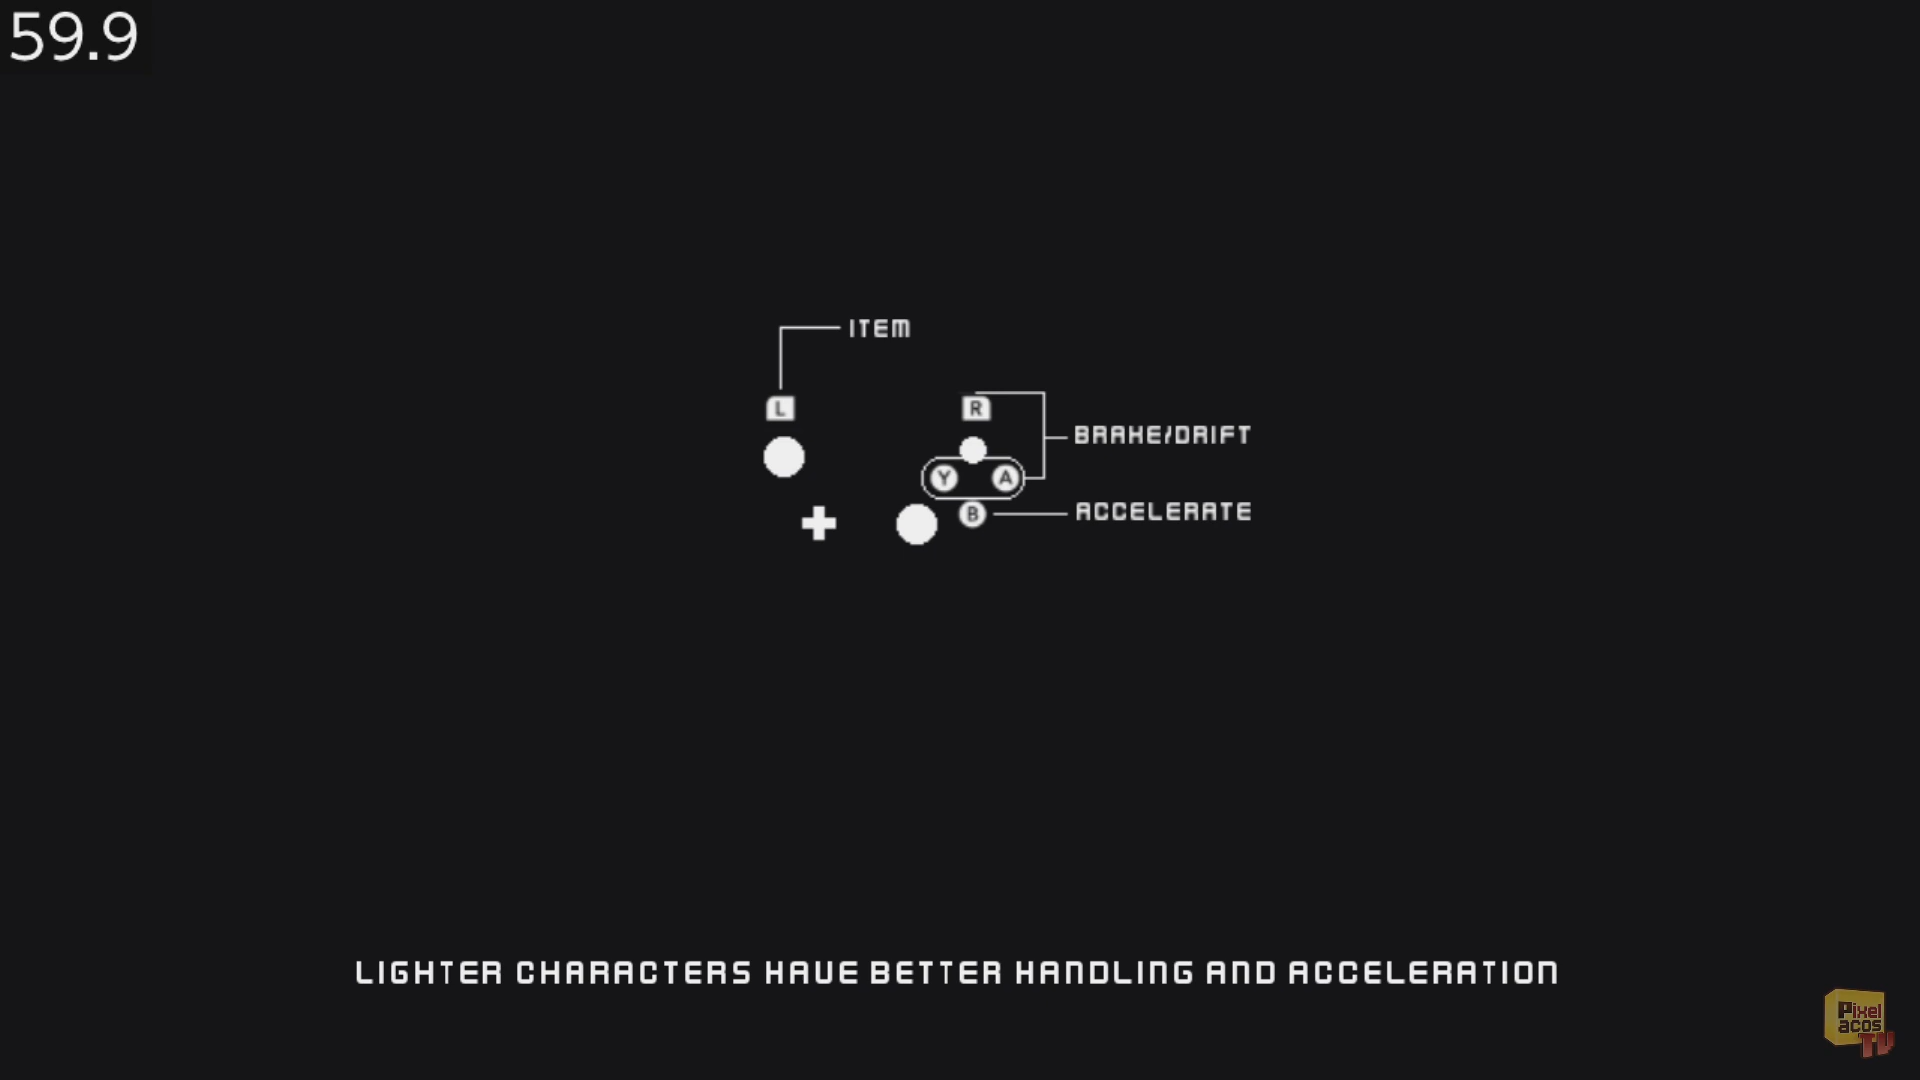 59.9
ITEM
L
R
BRAKE/DRIFT
Y
A
B
ACCELERATE
LIGHTER CHARACTERS HAVE BETTER HANDLING AND ACCELERATION
Pixel
acos
TV